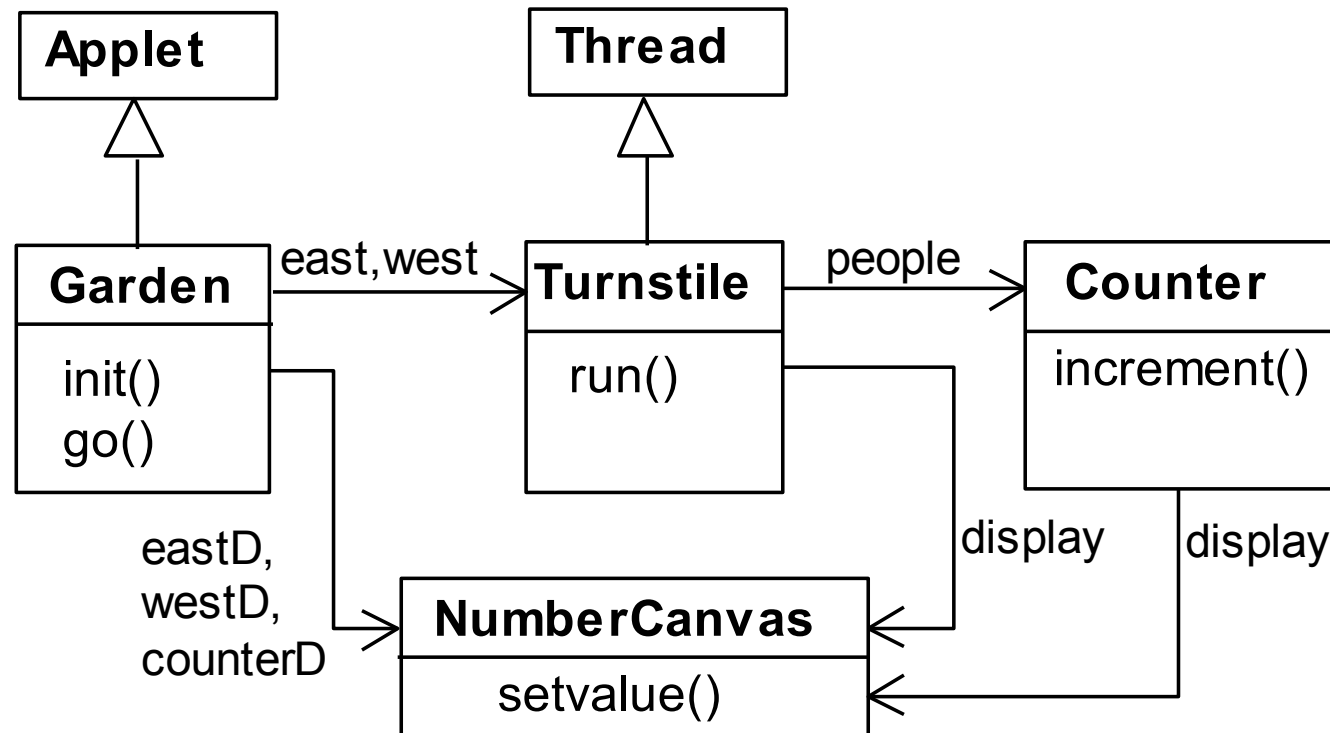 Applet
Thread
Garden
init()
go()
east,west
Turnstile
run()
people
Counter
increment()
eastD,
westD,
counterD
display
display
NumberCanvas
setvalue()